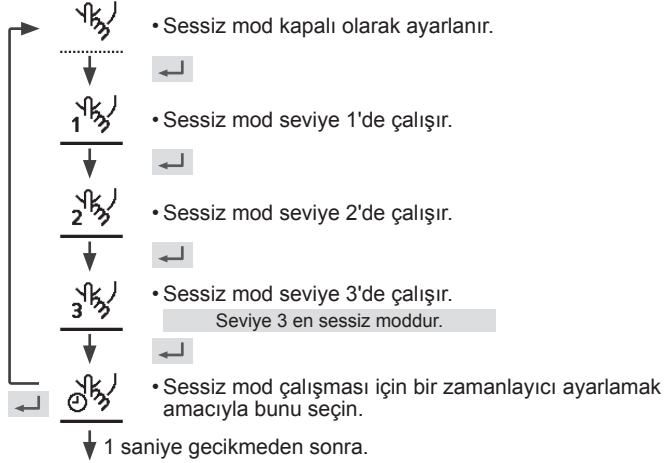 • Sessiz mod kapalı olarak ayarlanır.
1
• Sessiz mod seviye 1'de çalışır.
2
• Sessiz mod seviye 2'de çalışır.
3
• Sessiz mod seviye 3'de çalışır.
Seviye 3 en sessiz moddur.
• Sessiz mod çalışması için bir zamanlayıcı ayarlamak
amacıyla bunu seçin.
1 saniye gecikmeden sonra.